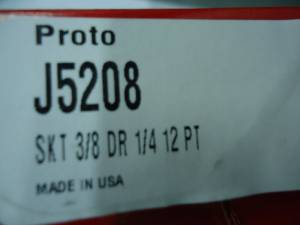 Proto
J5208
SKT 3/8 DR 1/4 12 PT
MADE IN USA